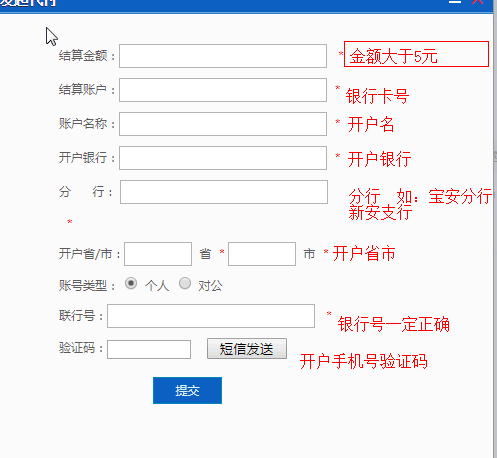 发起代付
结算金额： * 金额大于5元
结算账户： * 银行卡号
账户名称： * 开户名
开户银行： * 开户银行
分 行： 分行 如：宝安分行
新安支行
*
开户省/市： 省 * 市 * 开户省市
账号类型： 个人 对公
联行号： * 银行号一定正确
验证码： 短信发送 开户手机号验证码
提交